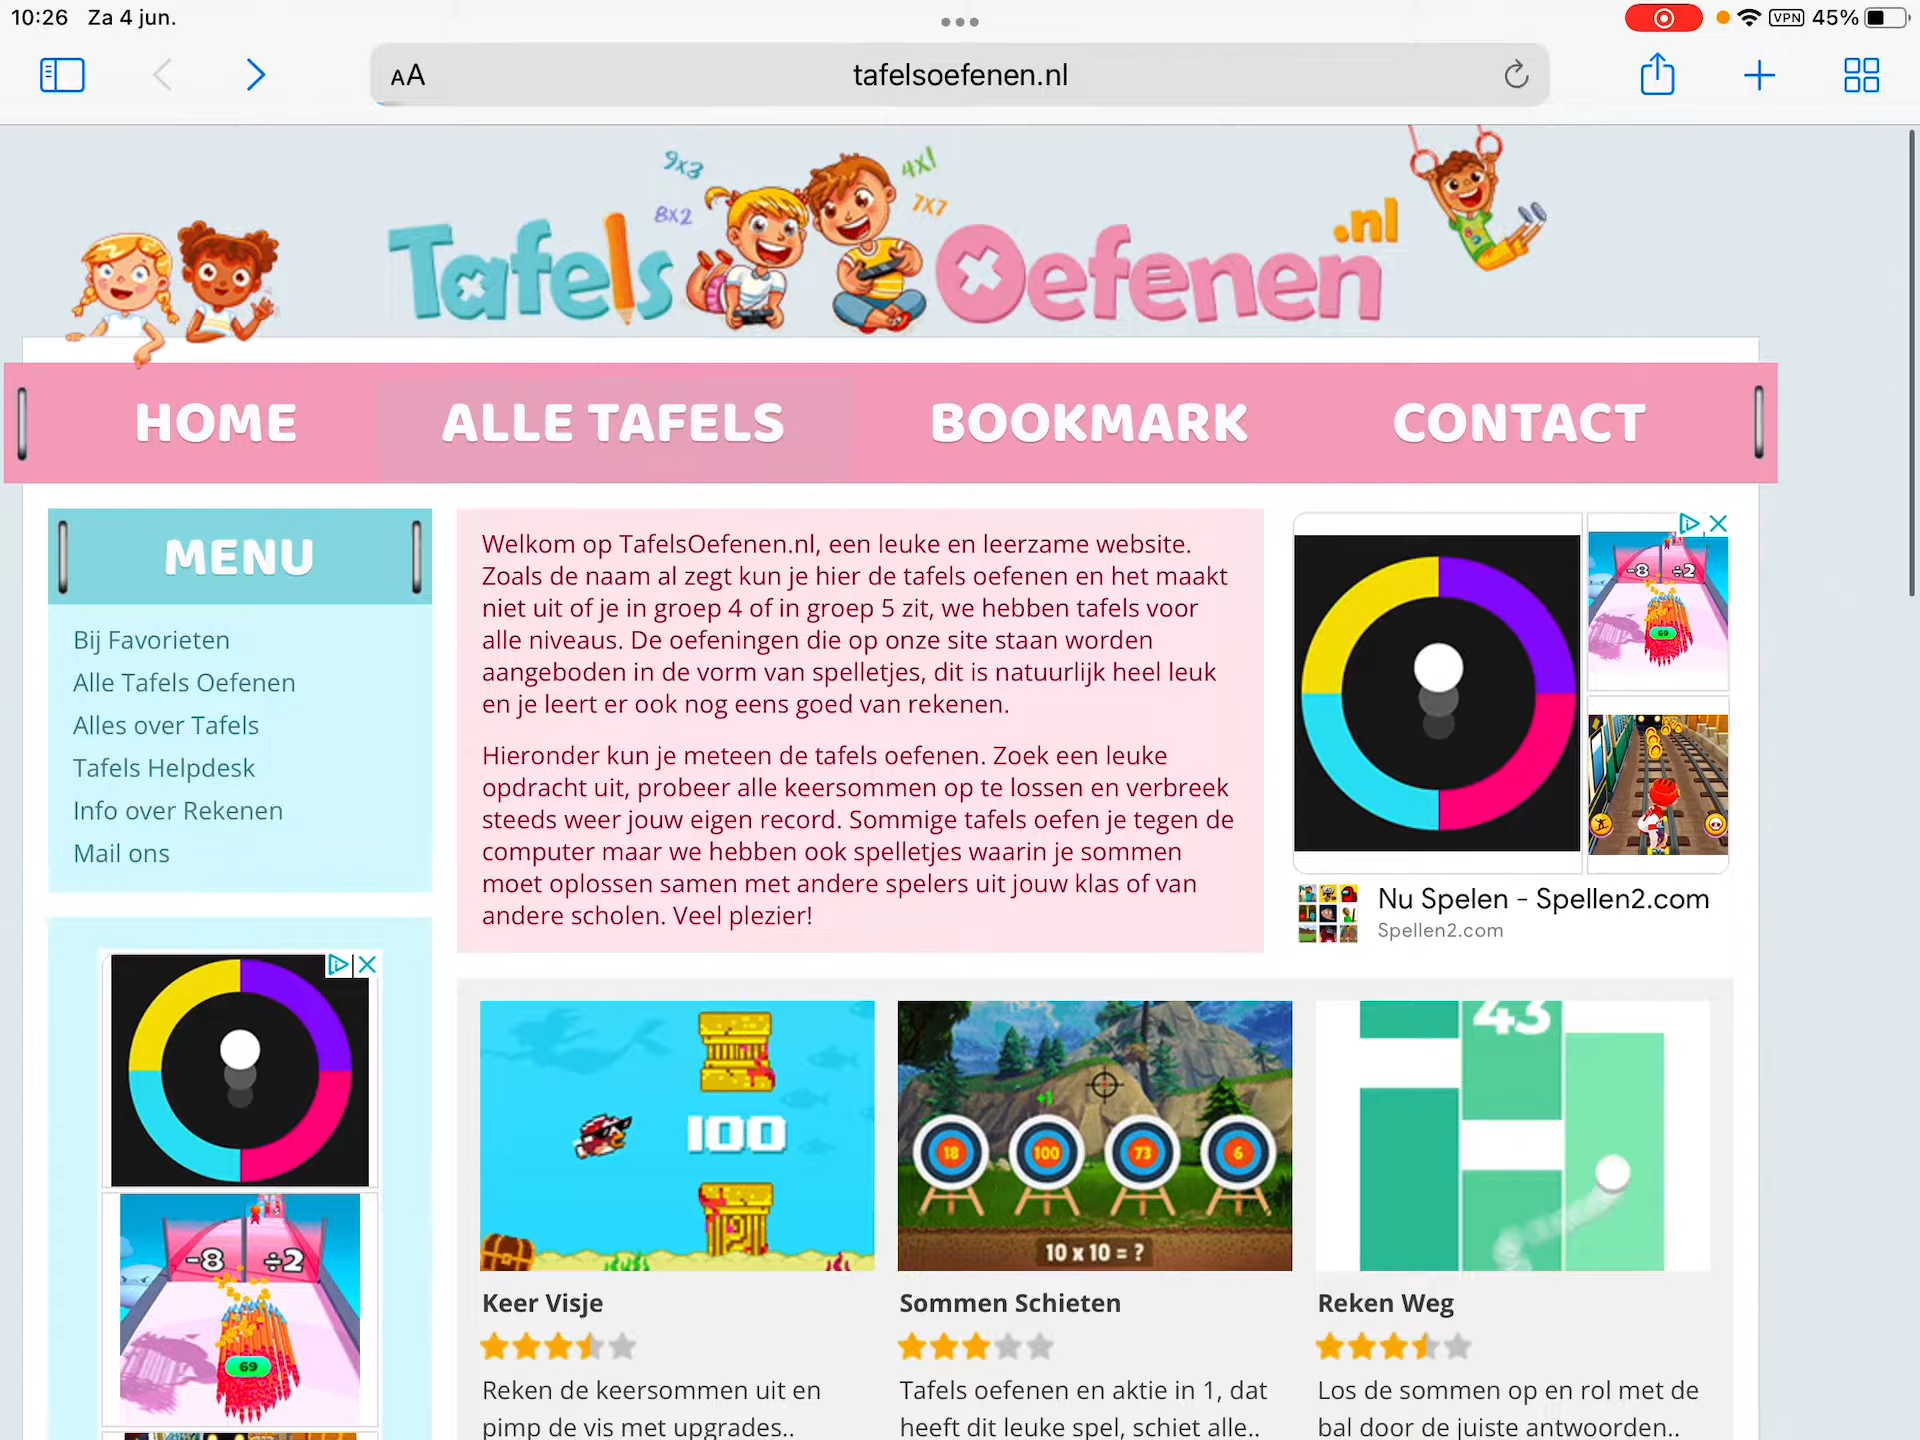 10:26 Za 4 jun.
VPN 45%
AA tafelsoefenen.nl
9x3
8x2
4x1
7x7
Tafels Oefenen .nl
HOME ALLE TAFELS BOOKMARK CONTACT
MENU
Bij Favorieten
Alle Tafels Oefenen
Alles over Tafels
Tafels Helpdesk
Info over Rekenen
Mail ons
Welkom op TafelsOefenen.nl, een leuke en leerzame website.
Zoals de naam al zegt kun je hier de tafels oefenen en het maakt
niet uit of je in groep 4 of in groep 5 zit, we hebben tafels voor
alle niveaus. De oefeningen die op onze site staan worden
aangeboden in de vorm van spelletjes, dit is natuurlijk heel leuk
en je leert er ook nog eens goed van rekenen.
Hieronder kun je meteen de tafels oefenen. Zoek een leuke
opdracht uit, probeer alle keersommen op te lossen en verbreek
steeds weer jouw eigen record. Sommige tafels oefen je tegen de
computer maar we hebben ook spelletjes waarin je sommen
moet oplossen samen met andere spelers uit jouw klas of van
andere scholen. Veel plezier!
-8 ÷2
69
Nu Spelen - Spellen2.com
Spellen2.com
-8 ÷2
69
100
+1
18 100 73 6
10 x 10 = ?
43
Keer Visje
Reken de keersommen uit en
pimp de vis met upgrades..
Sommen Schieten
Tafels oefenen en aktie in 1, dat
heeft dit leuke spel, schiet alle..
Reken Weg
Los de sommen op en rol met de
bal door de juiste antwoorden..